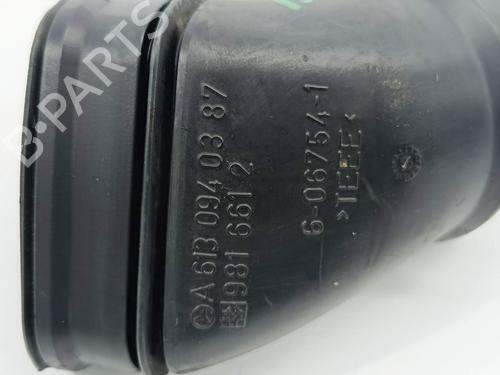 A 613 094 03 87
981 661 2
6-06754-1
>TEEE<
B-PARTS